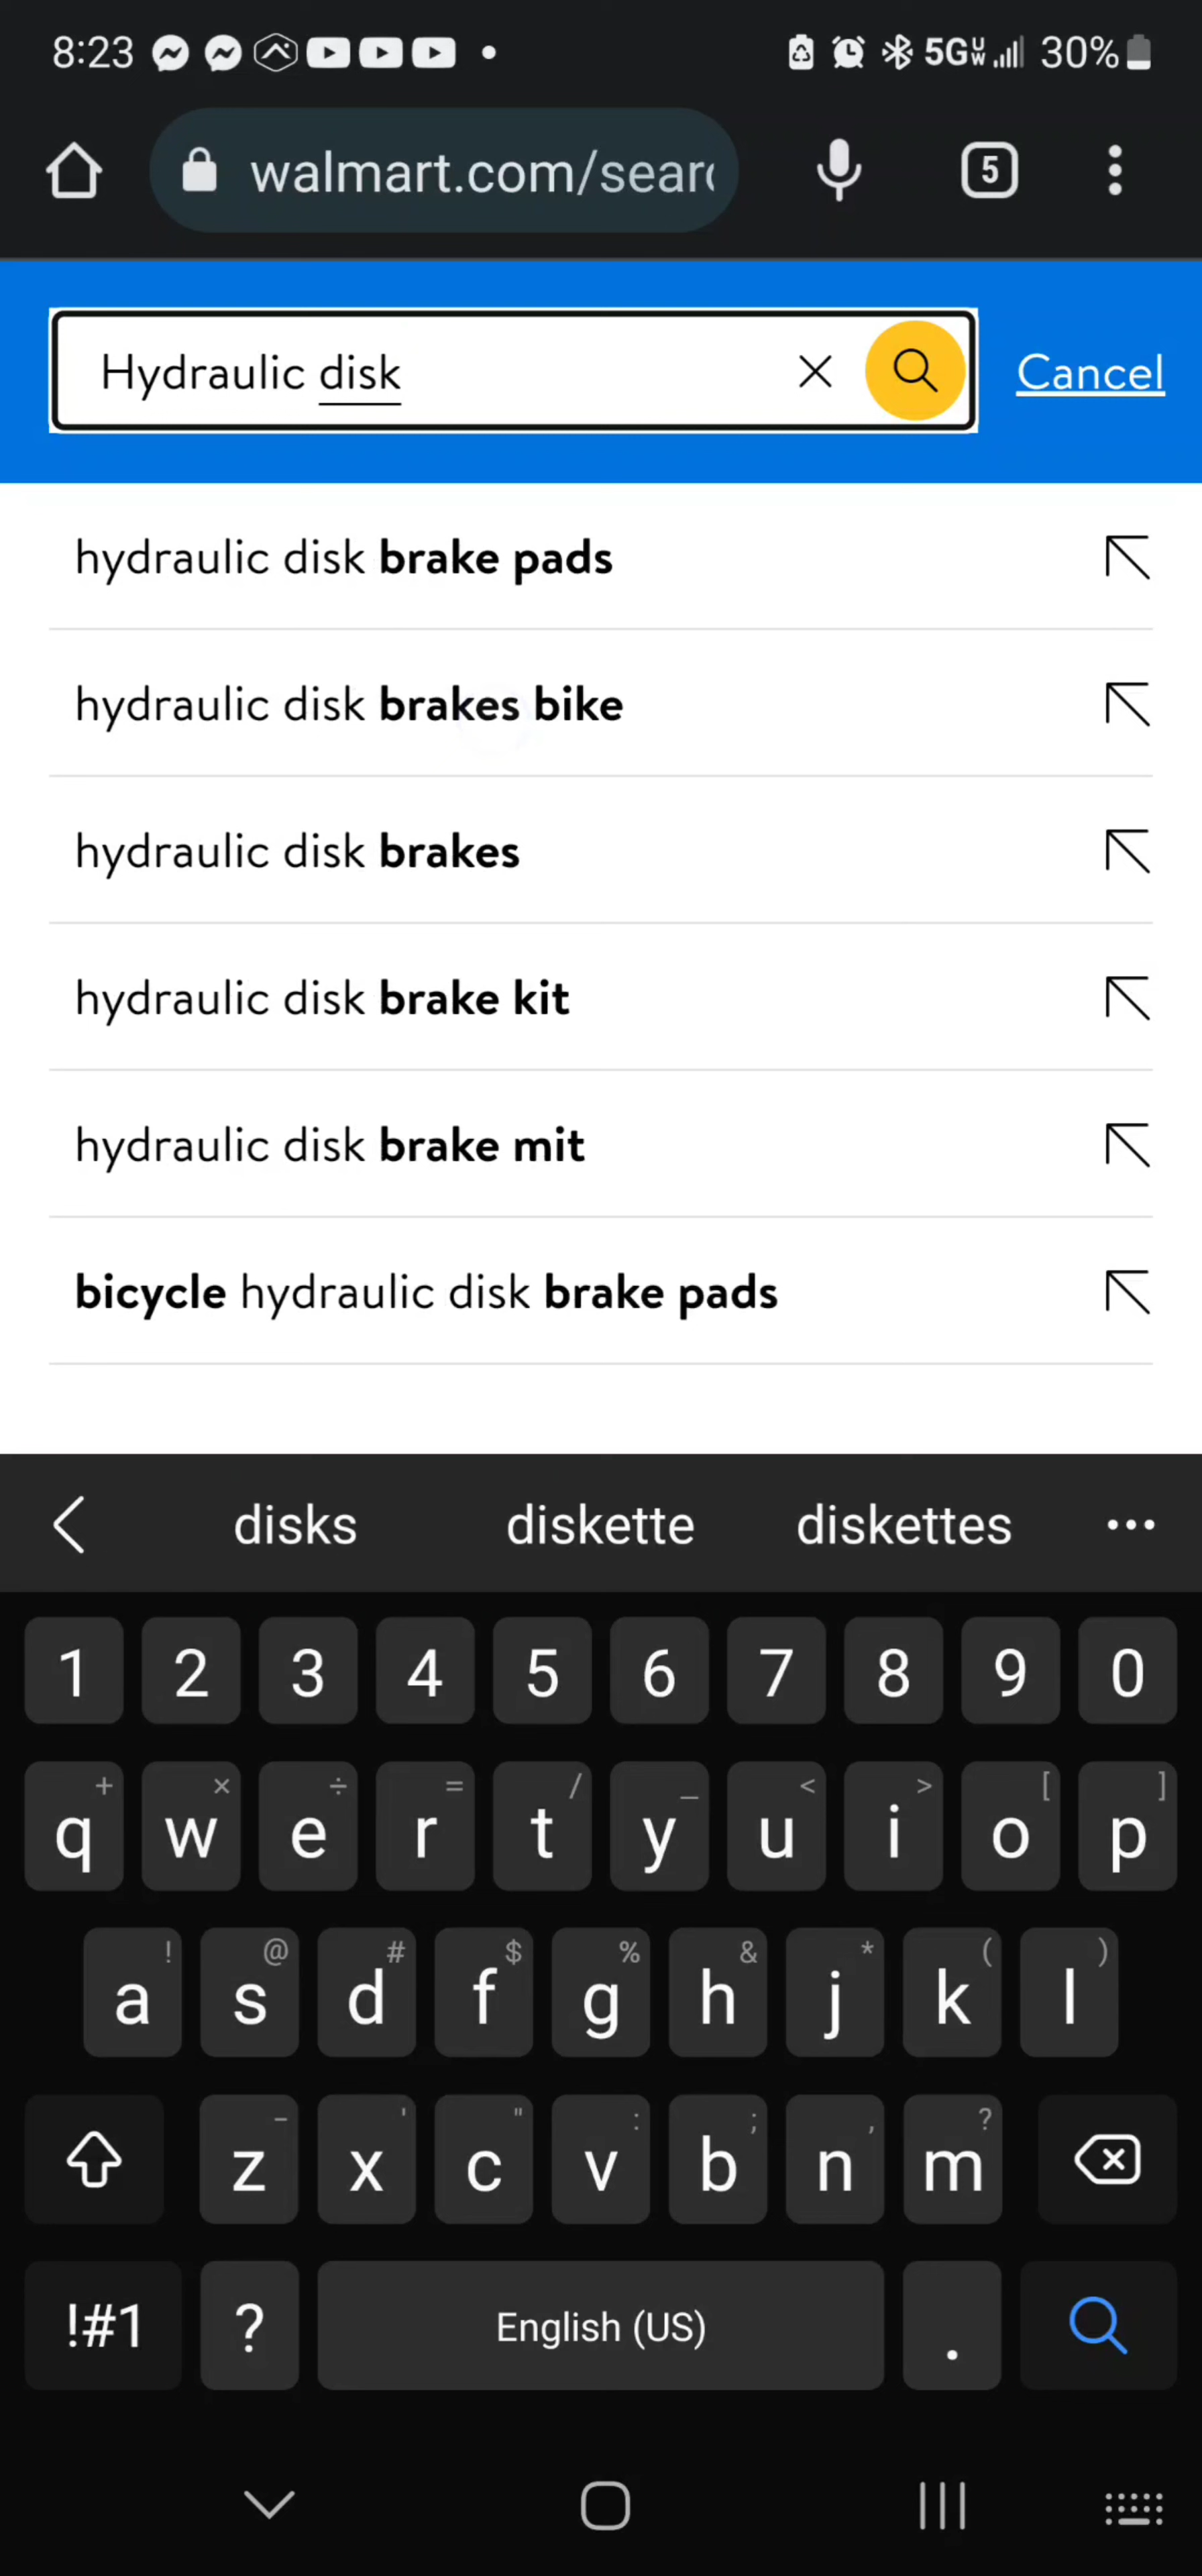 8:23 5G UW 30%
walmart.com/sear
5
Hydraulic disk
Cancel
hydraulic disk brake pads
hydraulic disk brakes bike
hydraulic disk brakes
hydraulic disk brake kit
hydraulic disk brake mit
bicycle hydraulic disk brake pads
disks diskette diskettes ...
1 2 3 4 5 6 7 8 9 0
+ × ÷ = / _ < > [ ]
q w e r t y u i o p
! @ # $ % & * ( )
a s d f g h j k l
- ' " : ; , ?
z x c v b n m
!#1 ? English (US) .